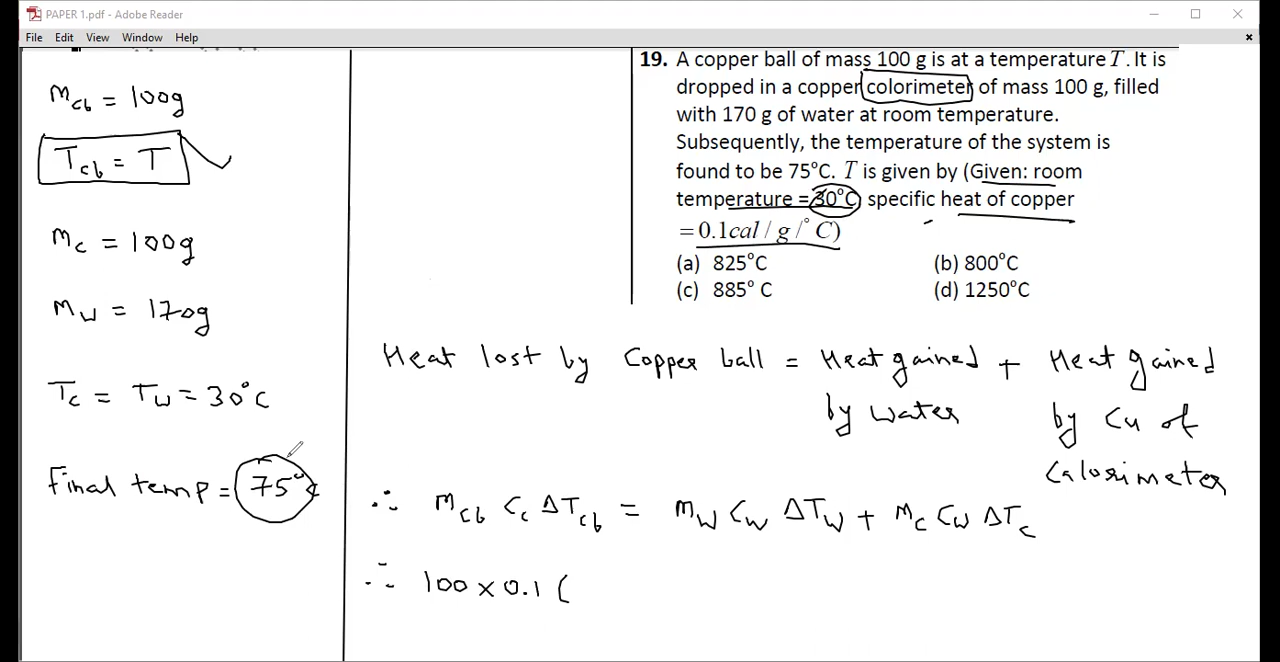 PAPER 1.pdf - Adobe Reader
File Edit View Window Help
M_cb = 100g
T_cb = T
M_c = 100g
M_w = 170g
T_c = T_w = 30°C
Final temp = 75°C
19. A copper ball of mass 100 g is at a temperature T. It is
dropped in a copper colorimeter of mass 100 g, filled
with 170 g of water at room temperature.
Subsequently, the temperature of the system is
found to be 75°C. T is given by (Given: room
temperature = 30°C, specific heat of copper
= 0.1cal / g /° C)
(a) 825°C (b) 800°C
(c) 885° C (d) 1250°C
Heat lost by Copper ball = Heat gained + Heat gained
by water by Cu of
Calorimeter
∴ M_cb C_c ΔT_cb = M_w C_w ΔT_w + M_c C_w ΔT_c
∴ 100 × 0.1 (